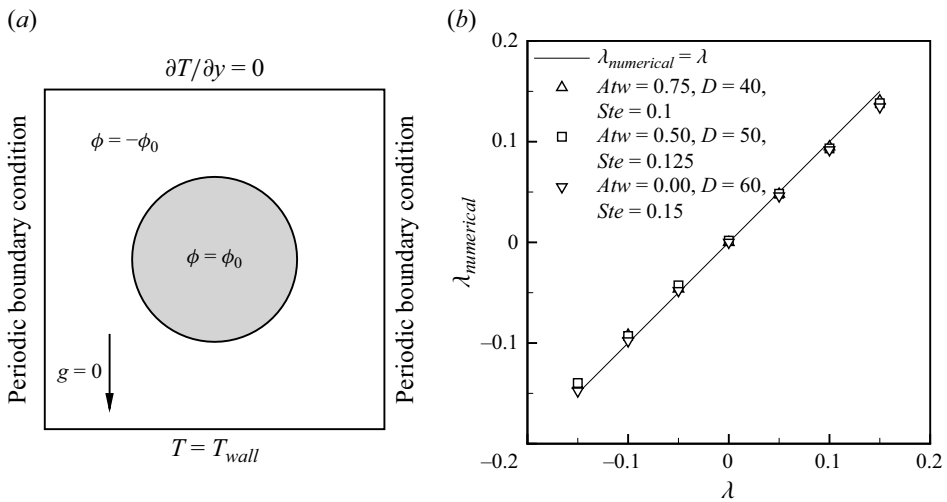 (a)
∂T/∂y = 0
Periodic boundary condition
ϕ = −ϕ0
ϕ = ϕ0
g = 0
Periodic boundary condition
T = Twall
(b)
0.2
0.1
0
−0.1
−0.2
λnumerical
λnumerical = λ
Atw = 0.75, D = 40,
Ste = 0.1
Atw = 0.50, D = 50,
Ste = 0.125
Atw = 0.00, D = 60,
Ste = 0.15
−0.1 0 0.1 0.2
λ